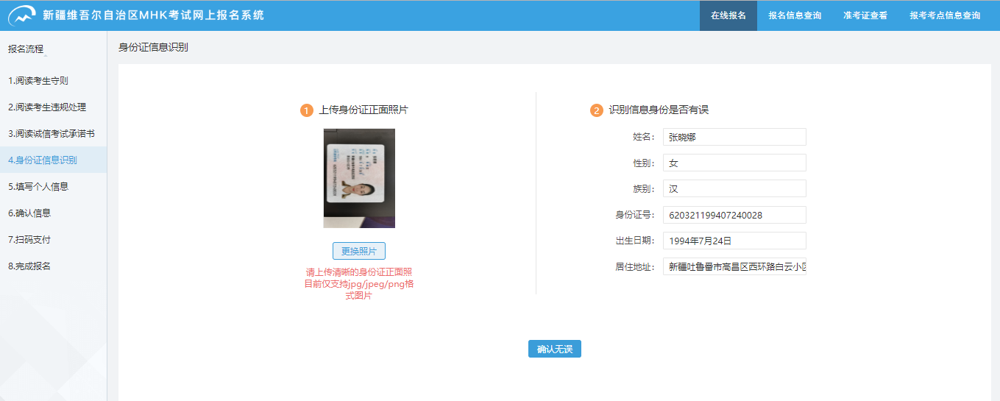 新疆维吾尔自治区MHK考试网上报名系统
在线报名
报名信息查询
准考证查看
报考考点信息查询
报名流程
1.阅读考生守则
2.阅读考生违规处理
3.阅读诚信考试承诺书
4.身份证信息识别
5.填写个人信息
6.确认信息
7.扫码支付
8.完成报名
身份证信息识别
1 上传身份证正面照片
更换照片
请上传清晰的身份证正面照
目前仅支持jpg/jpeg/png格
式图片
2 识别信息身份是否有误
姓名： 张晓娜
性别： 女
族别： 汉
身份证号： 620321199407240028
出生日期： 1994年7月24日
居住地址： 新疆吐鲁番市高昌区西环路白云小区
确认无误